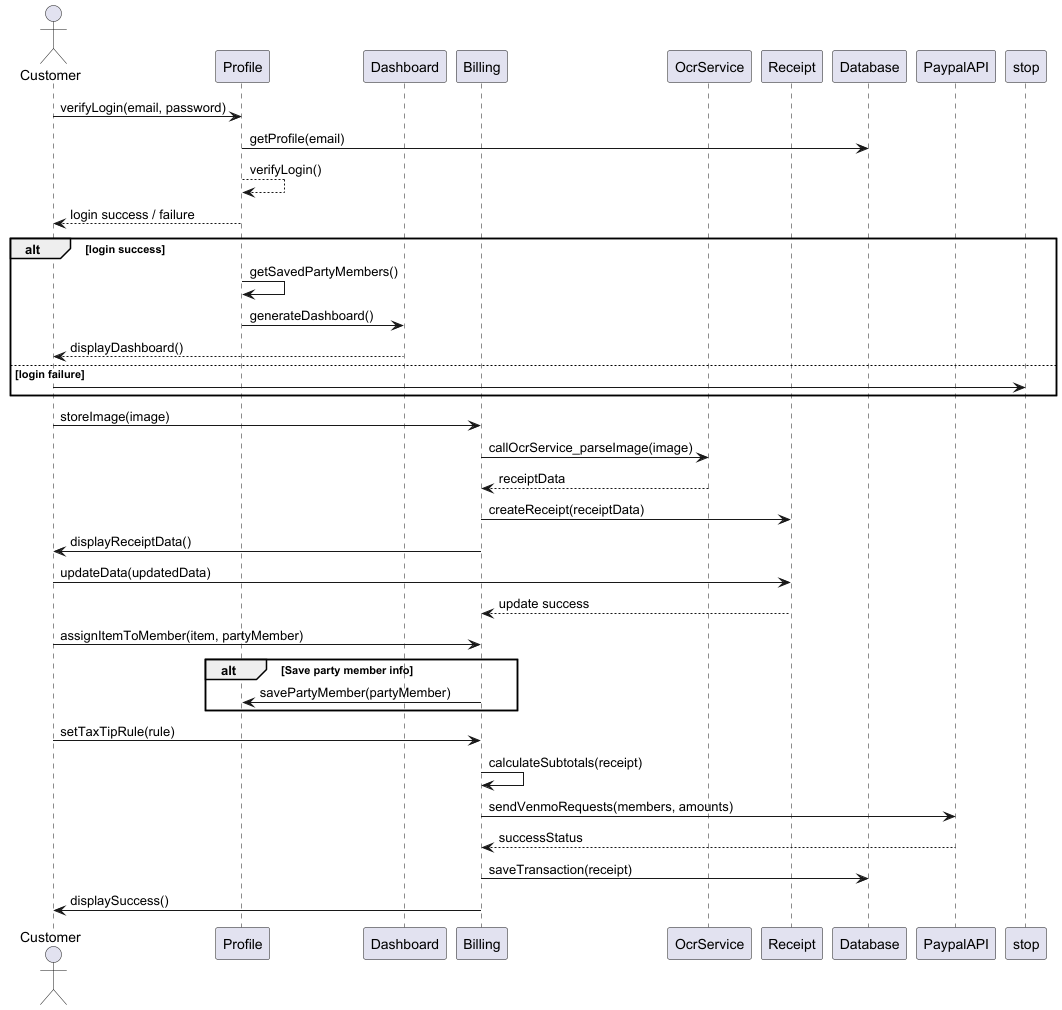 Customer
Profile
Dashboard
Billing
OcrService
Receipt
Database
PaypalAPI
stop
verifyLogin(email, password)
getProfile(email)
verifyLogin()
login success / failure
alt
[login success]
getSavedPartyMembers()
generateDashboard()
displayDashboard()
[login failure]
storeImage(image)
callOcrService_parseImage(image)
receiptData
createReceipt(receiptData)
displayReceiptData()
updateData(updatedData)
update success
assignItemToMember(item, partyMember)
alt
[Save party member info]
savePartyMember(partyMember)
setTaxTipRule(rule)
calculateSubtotals(receipt)
sendVenmoRequests(members, amounts)
successStatus
saveTransaction(receipt)
displaySuccess()
Customer
Profile
Dashboard
Billing
OcrService
Receipt
Database
PaypalAPI
stop